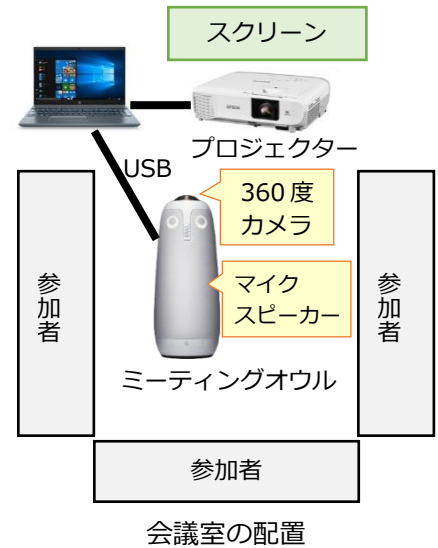 スクリーン
プロジェクター
USB
360度
カメラ
マイク
スピーカー
ミーティングオウル
参加者
参加者
参加者
会議室の配置